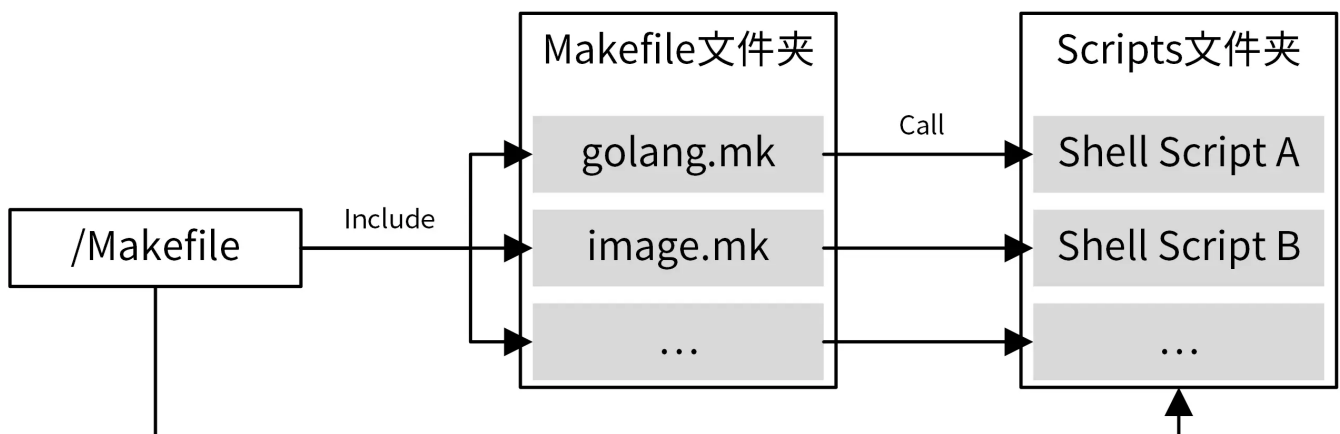 Makefile文件夹
Scripts文件夹
Call
golang.mk
Shell Script A
Include
/Makefile
image.mk
Shell Script B
...
...